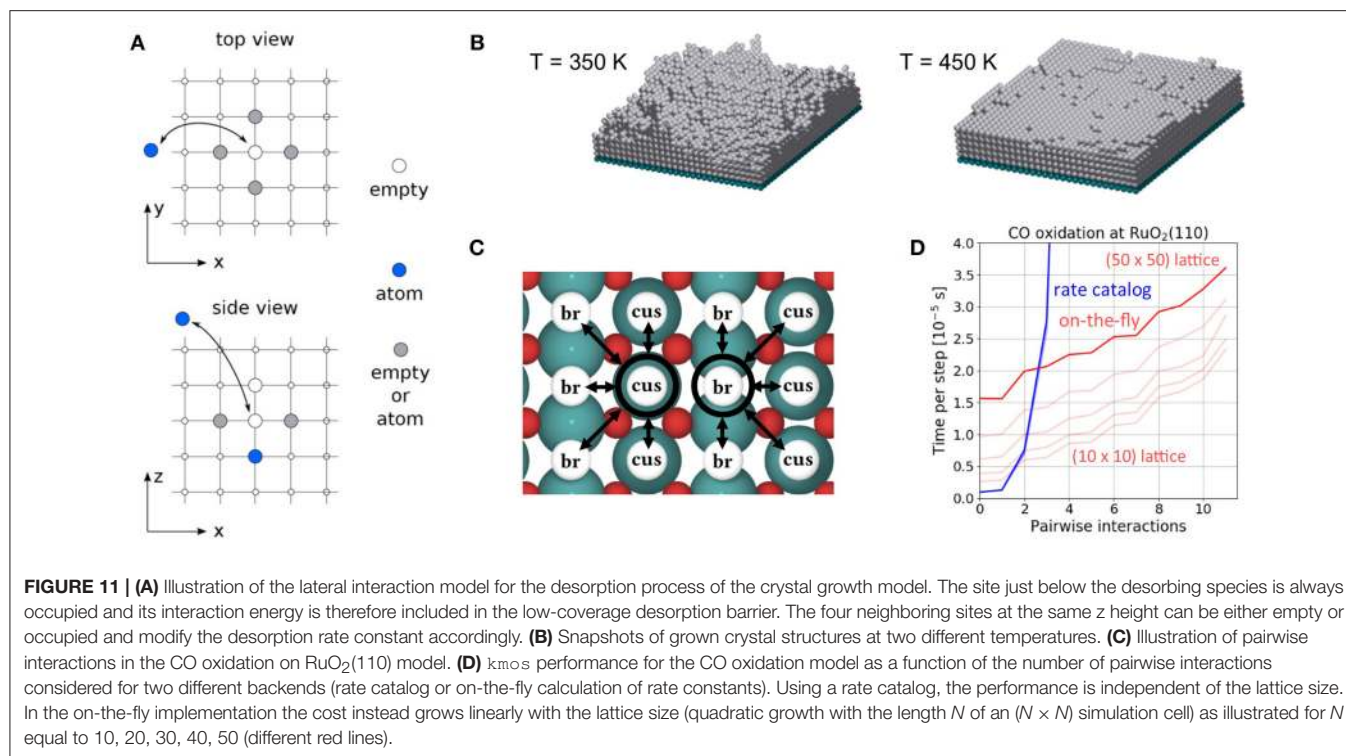 A
top view
y
x
empty
atom
empty
or
atom
side view
z
x
B
T = 350 K
T = 450 K
C
br cus br cus
br cus br cus
br cus br cus
D
CO oxidation at RuO₂(110)
4.0
3.5
3.0
2.5
2.0
1.5
1.0
0.5
0.0
Time per step [10⁻⁵ s]
(50 x 50) lattice
rate catalog
on-the-fly
(10 x 10) lattice
0 2 4 6 8 10
Pairwise interactions
FIGURE 11 | (A) Illustration of the lateral interaction model for the desorption process of the crystal growth model. The site just below the desorbing species is always
occupied and its interaction energy is therefore included in the low-coverage desorption barrier. The four neighboring sites at the same z height can be either empty or
occupied and modify the desorption rate constant accordingly. (B) Snapshots of grown crystal structures at two different temperatures. (C) Illustration of pairwise
interactions in the CO oxidation on RuO₂(110) model. (D) kmos performance for the CO oxidation model as a function of the number of pairwise interactions
considered for two different backends (rate catalog or on-the-fly calculation of rate constants). Using a rate catalog, the performance is independent of the lattice size.
In the on-the-fly implementation the cost instead grows linearly with the lattice size (quadratic growth with the length N of an (N × N) simulation cell) as illustrated for N
equal to 10, 20, 30, 40, 50 (different red lines).